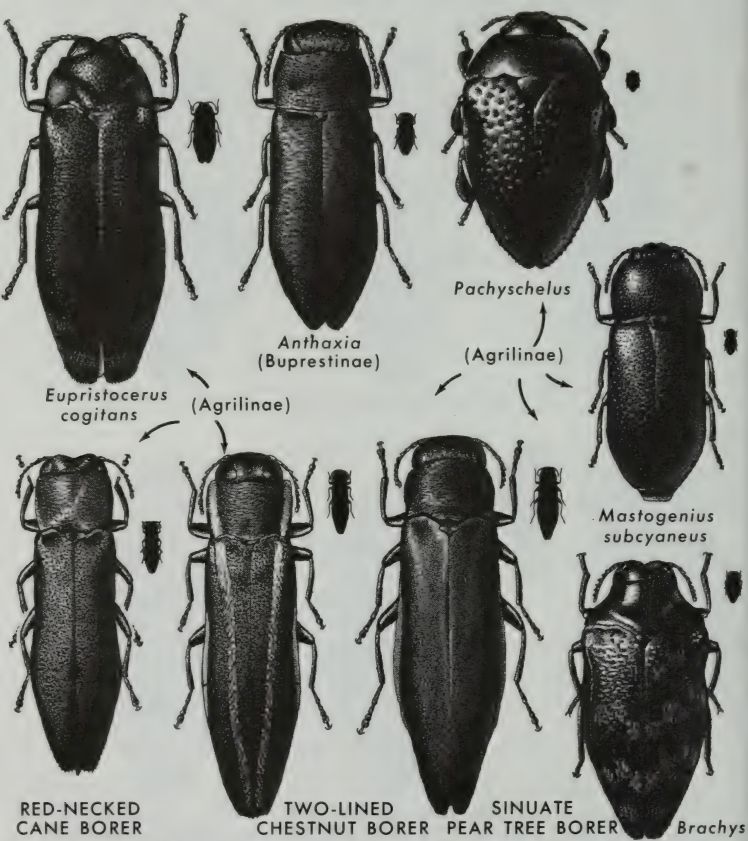 Pachyschelus
Anthaxia
(Buprestinae)
(Agrilinae)
Eupristocerus
cogitans
(Agrilinae)
Mastogenius
subcyaneus
RED-NECKED
CANE BORER
TWO-LINED
CHESTNUT BORER
SINUATE
PEAR TREE BORER
Brachys